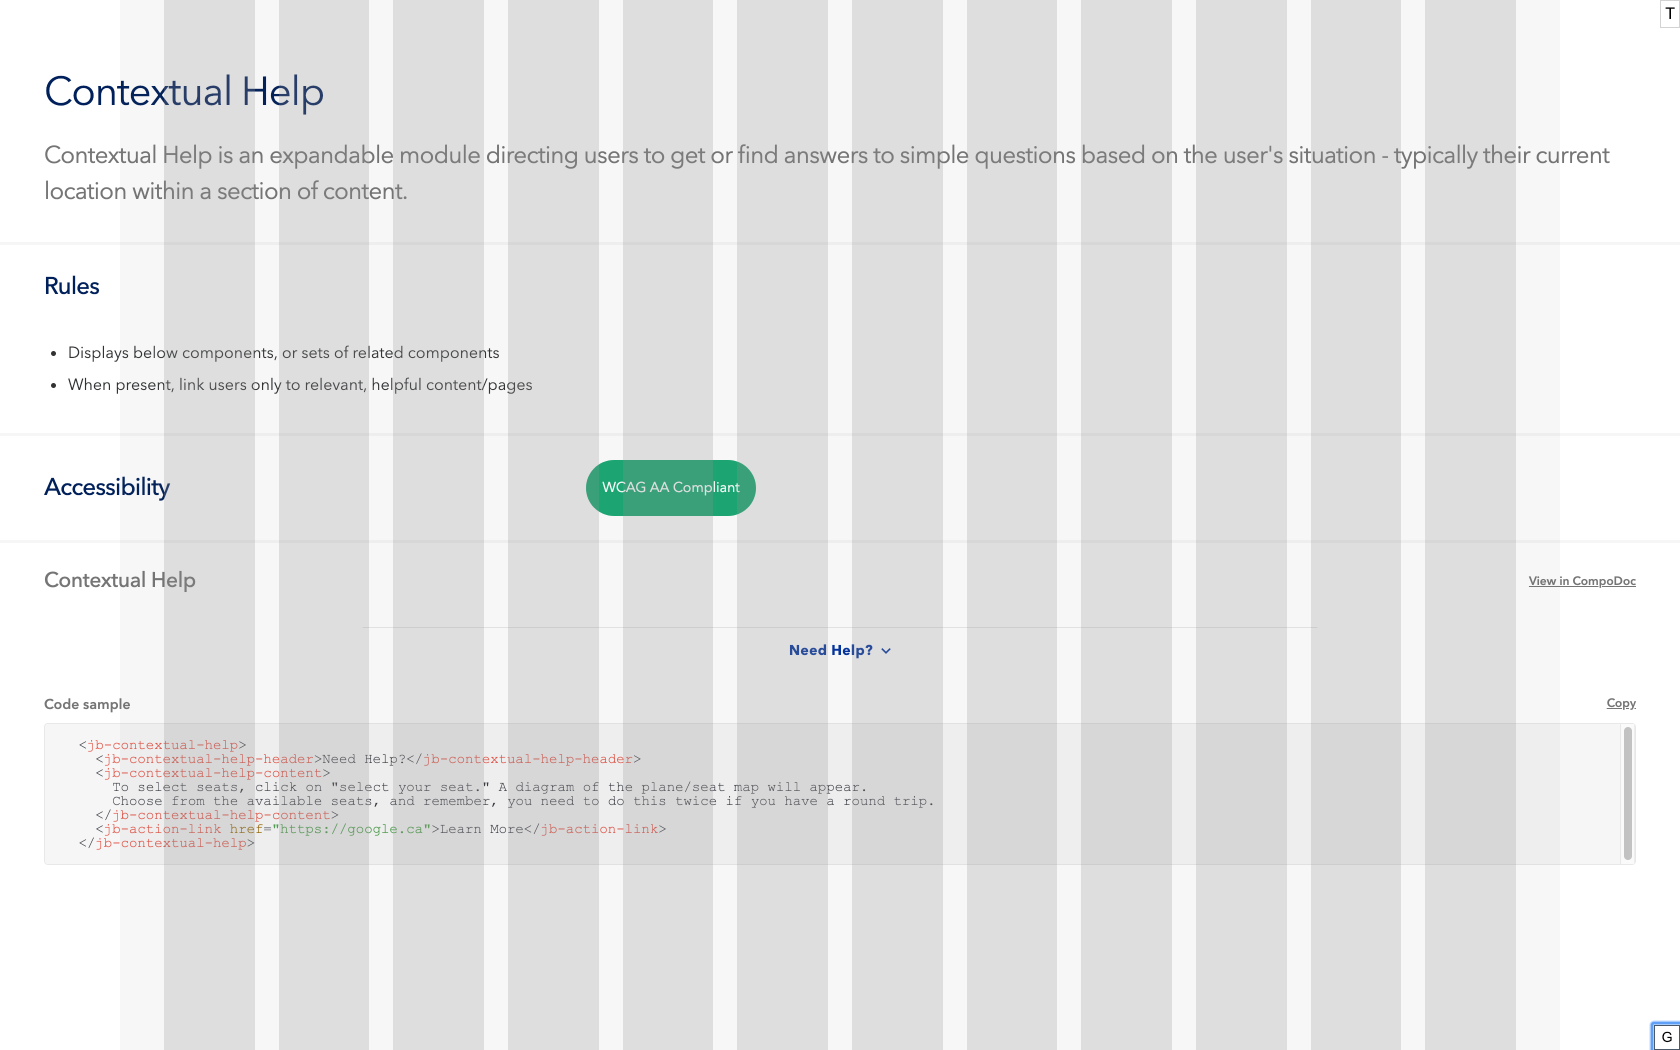 T
Contextual Help
Contextual Help is an expandable module directing users to get or find answers to simple questions based on the user's situation - typically their current
location within a section of content.
Rules
• Displays below components, or sets of related components
• When present, link users only to relevant, helpful content/pages
Accessibility
WCAG AA Compliant
Contextual Help
View in CompoDoc
Need Help?
Code sample
Copy
<jb-contextual-help>
  <jb-contextual-help-header>Need Help?</jb-contextual-help-header>
  <jb-contextual-help-content>
    To select seats, click on "select your seat." A diagram of the plane/seat map will appear.
    Choose from the available seats, and remember, you need to do this twice if you have a round trip.
  </jb-contextual-help-content>
  <jb-action-link href="https://google.ca">Learn More</jb-action-link>
</jb-contextual-help>
G